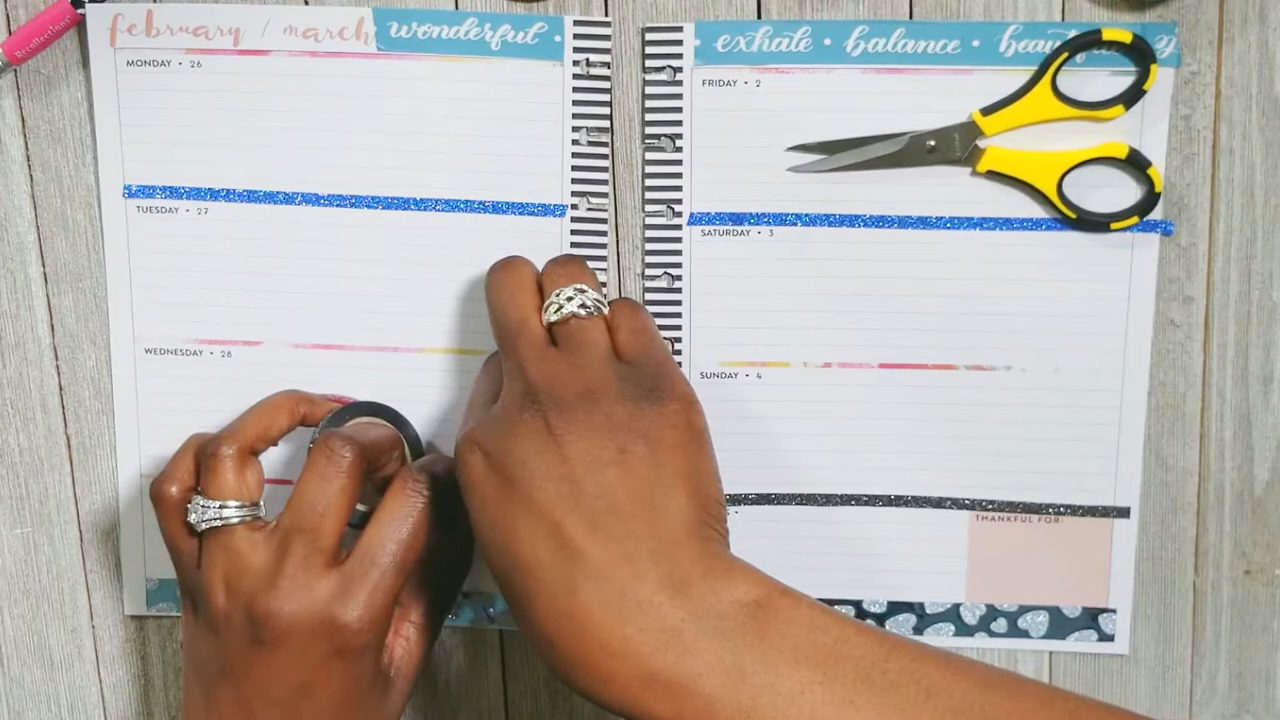 Recollections
february / march
wonderful •
• exhale • balance •
MONDAY • 26
TUESDAY • 27
WEDNESDAY • 28
FRIDAY • 2
SATURDAY • 3
SUNDAY • 4
THANKFUL FOR: